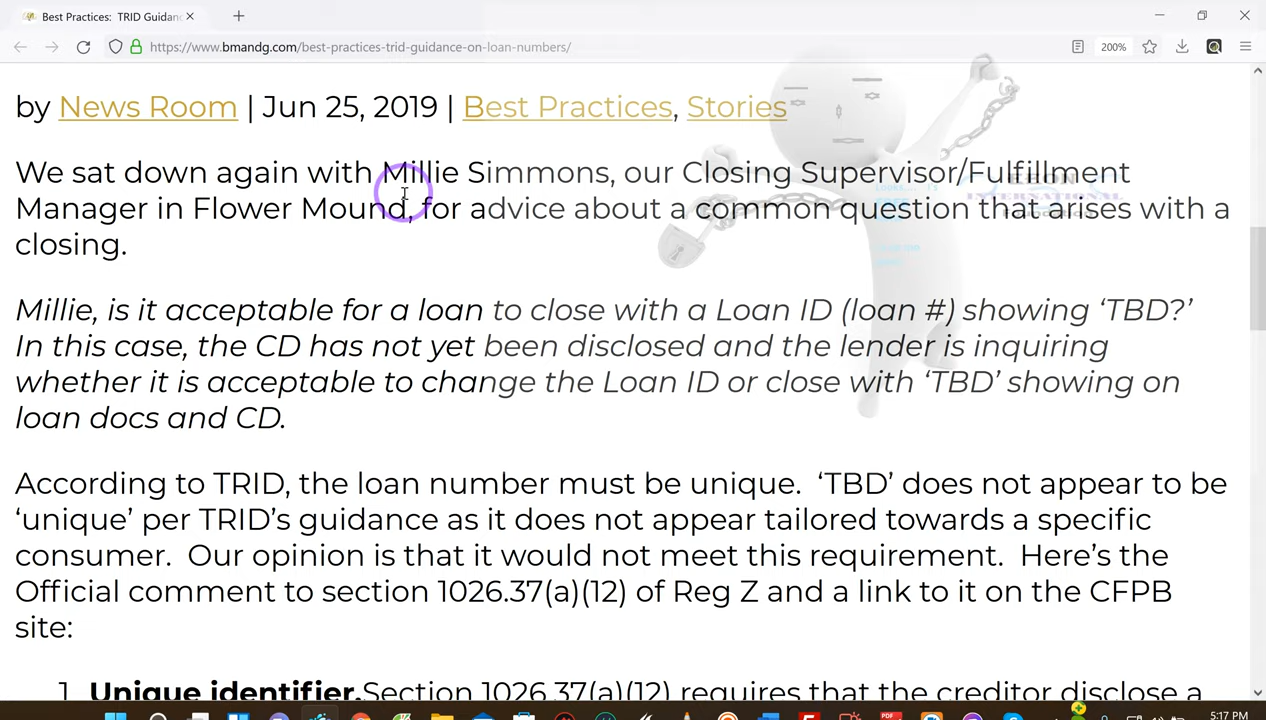 Best Practices: TRID Guidanc
https://www.bmandg.com/best-practices-trid-guidance-on-loan-numbers/
200%
by News Room | Jun 25, 2019 | Best Practices, Stories
We sat down again with Millie Simmons, our Closing Supervisor/Fulfillment
Manager in Flower Mound, for advice about a common question that arises with a
closing.
Millie, is it acceptable for a loan to close with a Loan ID (loan #) showing ‘TBD?’
In this case, the CD has not yet been disclosed and the lender is inquiring
whether it is acceptable to change the Loan ID or close with ‘TBD’ showing on
loan docs and CD.
According to TRID, the loan number must be unique.  ‘TBD’ does not appear to be
‘unique’ per TRID’s guidance as it does not appear tailored towards a specific
consumer.  Our opinion is that it would not meet this requirement.  Here’s the
Official comment to section 1026.37(a)(12) of Reg Z and a link to it on the CFPB
site:
1. Unique identifier. Section 1026.37(a)(12) requires that the creditor disclose a
PDF
5:17 PM